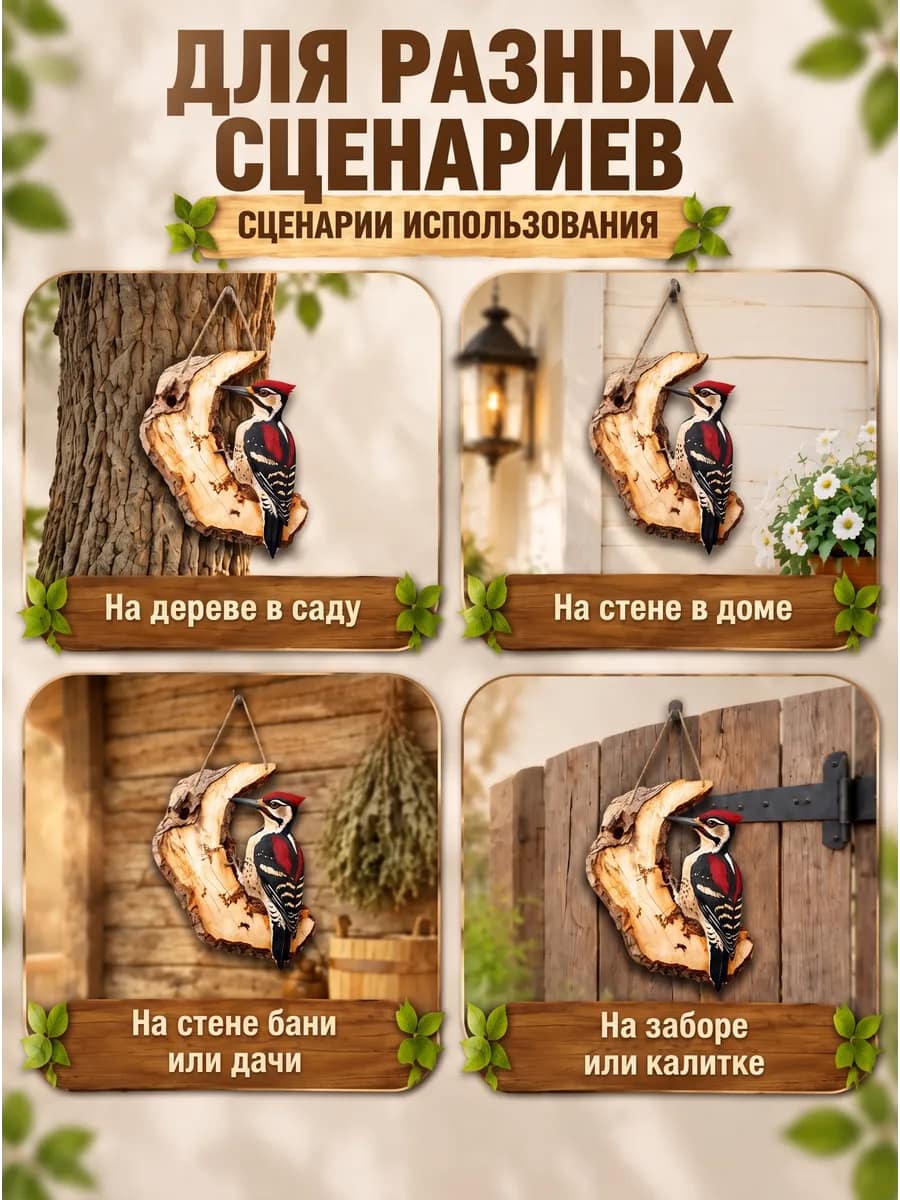 ДЛЯ РАЗНЫХ
СЦЕНАРИЕВ
СЦЕНАРИИ ИСПОЛЬЗОВАНИЯ
На дереве в саду
На стене в доме
На стене бани
или дачи
На заборе
или калитке